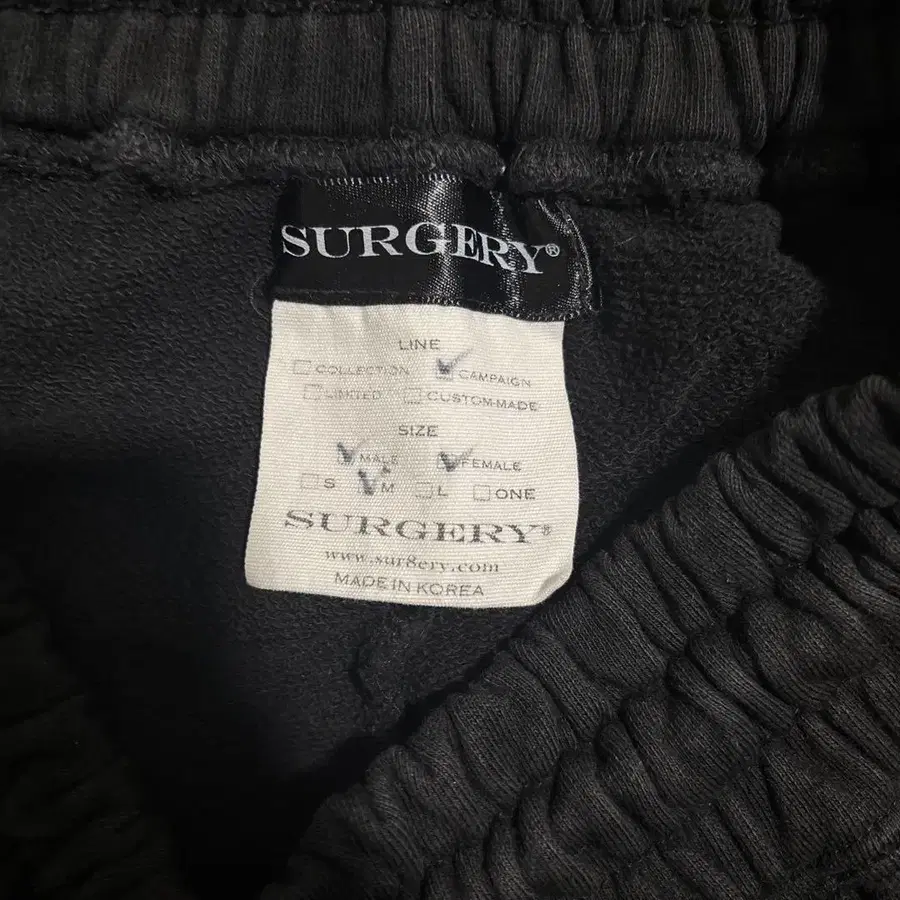 SURGERY®
LINE
COLLECTION CAMPAIGN
LIMITED CUSTOM-MADE
SIZE
MALE FEMALE
S M L ONE
SURGERY®
www.sur8ery.com
MADE IN KOREA